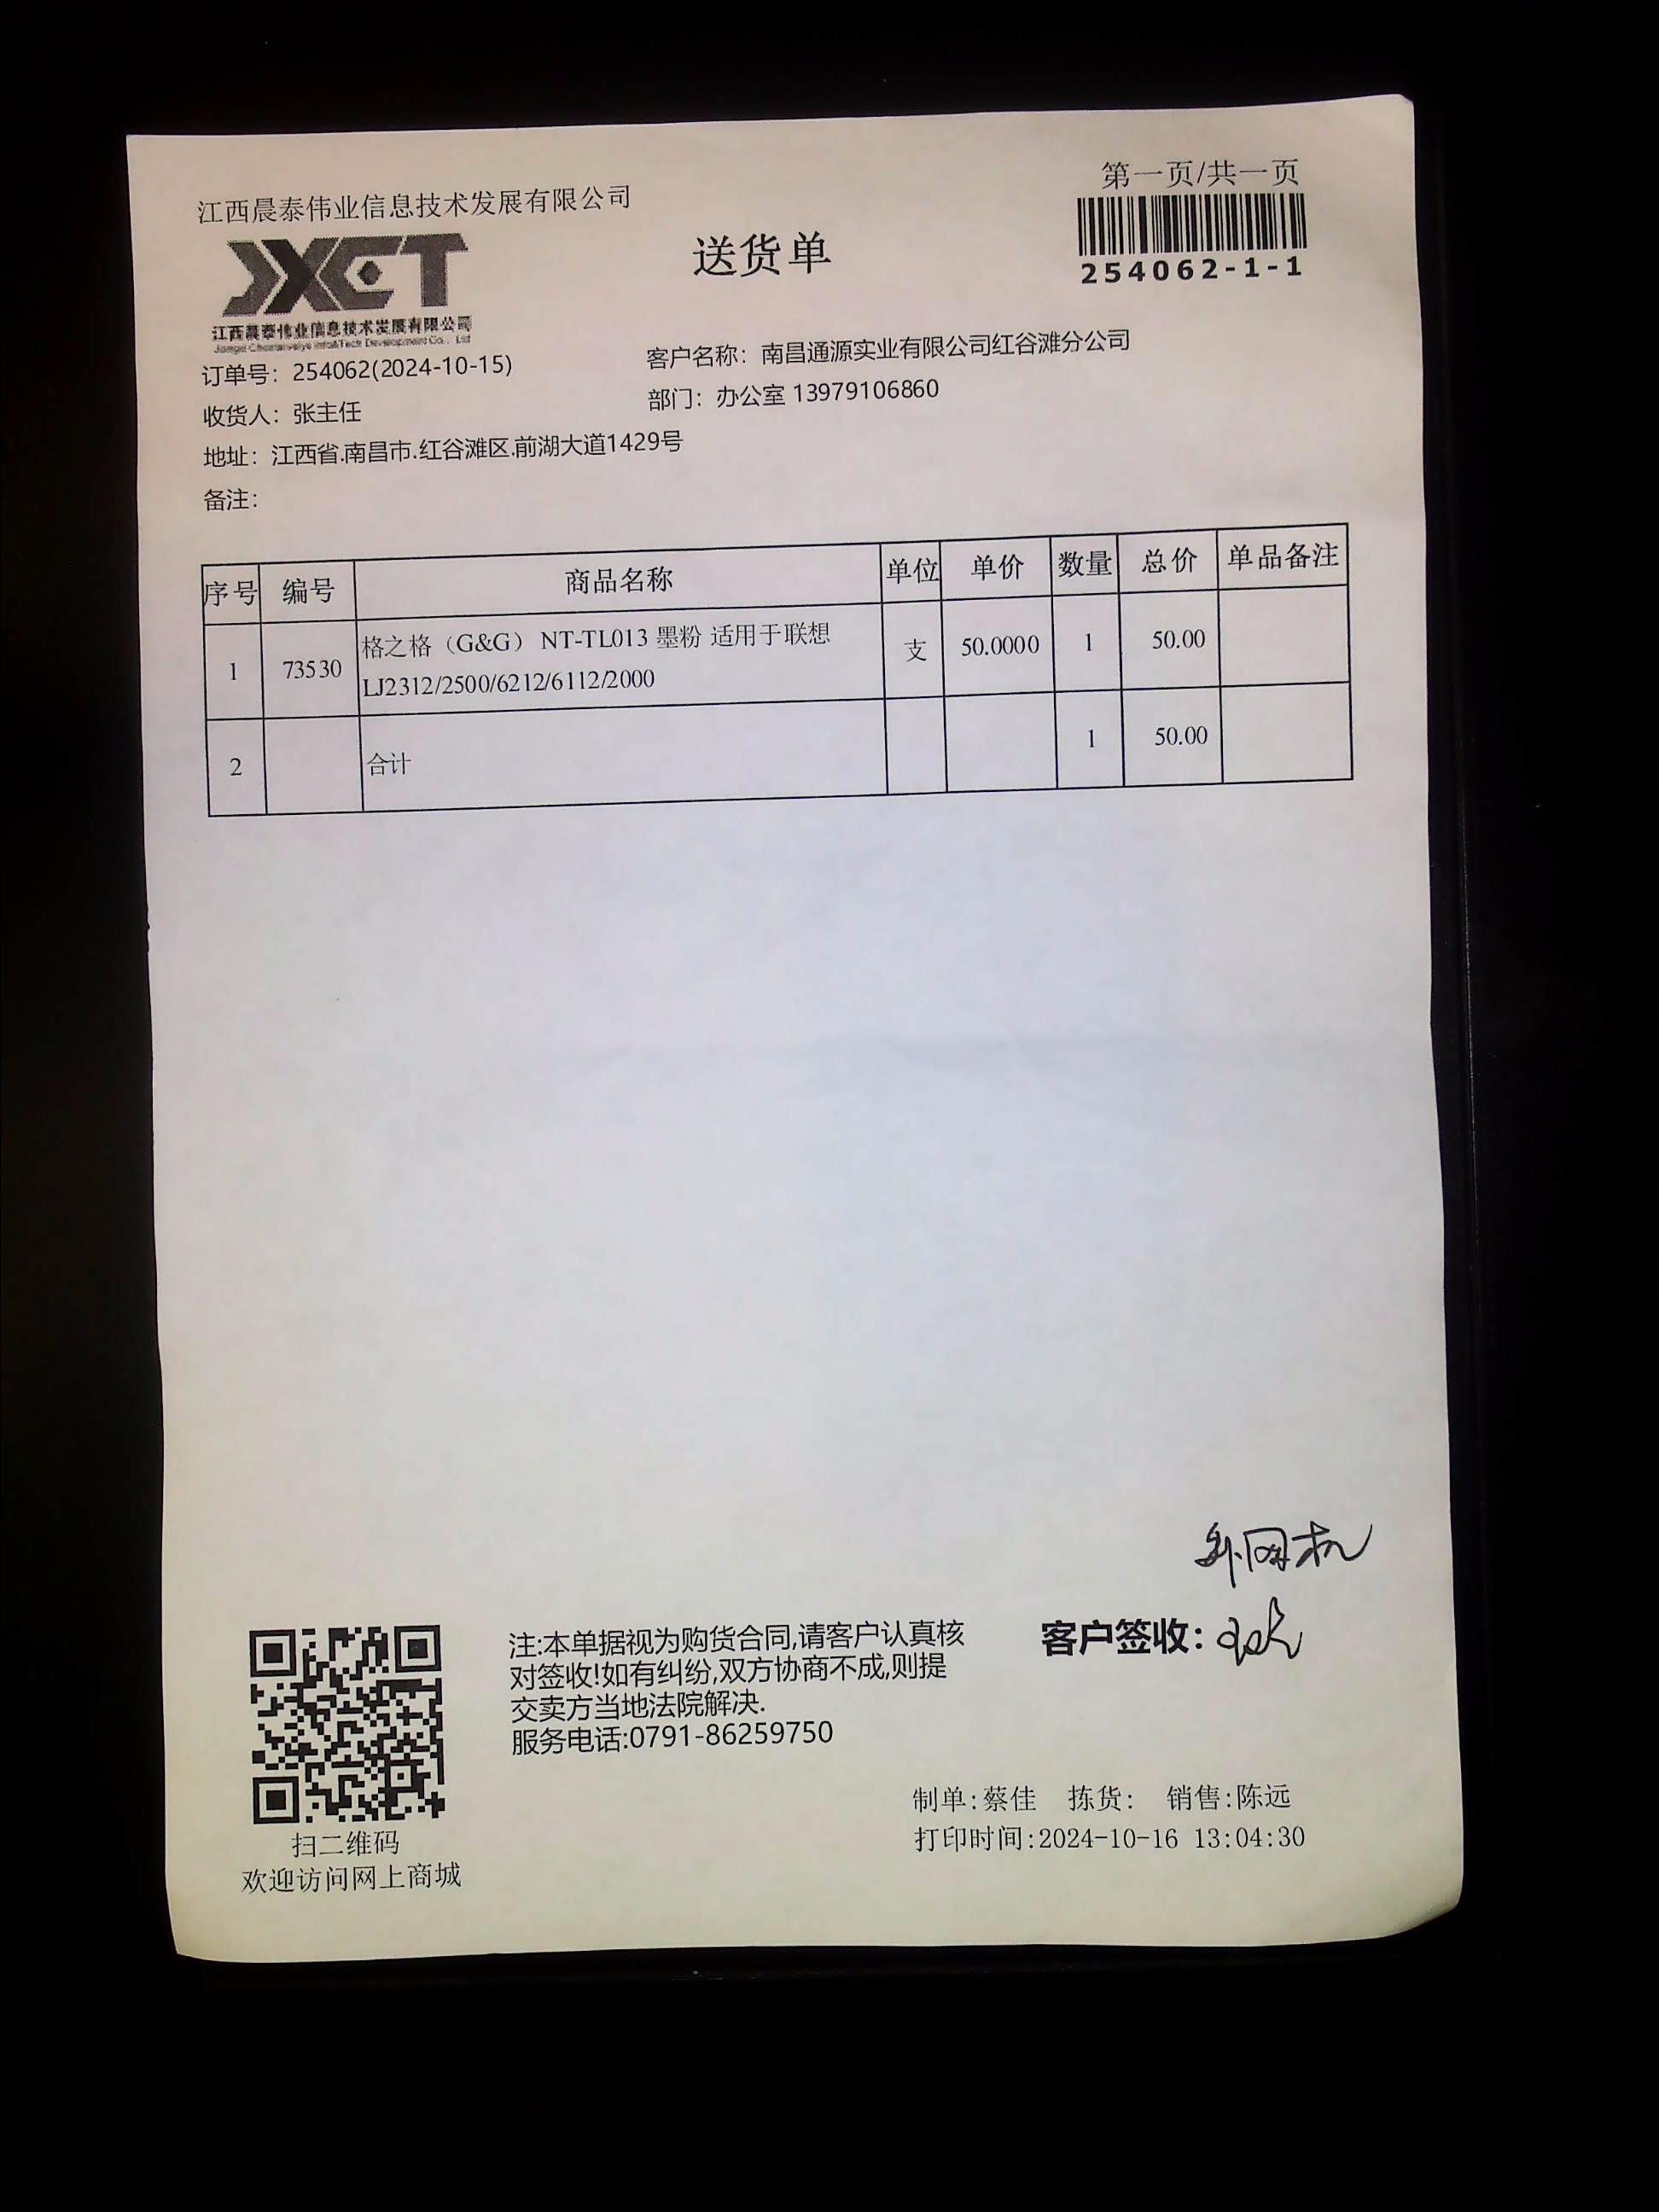 第一页/共一页
江西晨泰伟业信息技术发展有限公司
JXCT
送货单
254062-1-1
江西晨泰伟业信息技术发展有限公司
订单号：254062(2024-10-15)
客户名称：南昌通源实业有限公司红谷滩分公司
收货人：张主任
部门：办公室 13979106860
地址：江西省.南昌市.红谷滩区.前湖大道1429号
备注：
序号 编号 商品名称 单位 单价 数量 总价 单品备注
1 73530 格之格（G&G） NT-TL013 墨粉 适用于联想 支 50.0000 1 50.00
LJ2312/2500/6212/6112/2000
2 合计 1 50.00
外网机
注:本单据视为购货合同,请客户认真核
对签收!如有纠纷,双方协商不成,则提
交卖方当地法院解决.
服务电话:0791-86259750
客户签收：
扫二维码
欢迎访问网上商城
制单:蔡佳 拣货: 销售:陈远
打印时间:2024-10-16 13:04:30